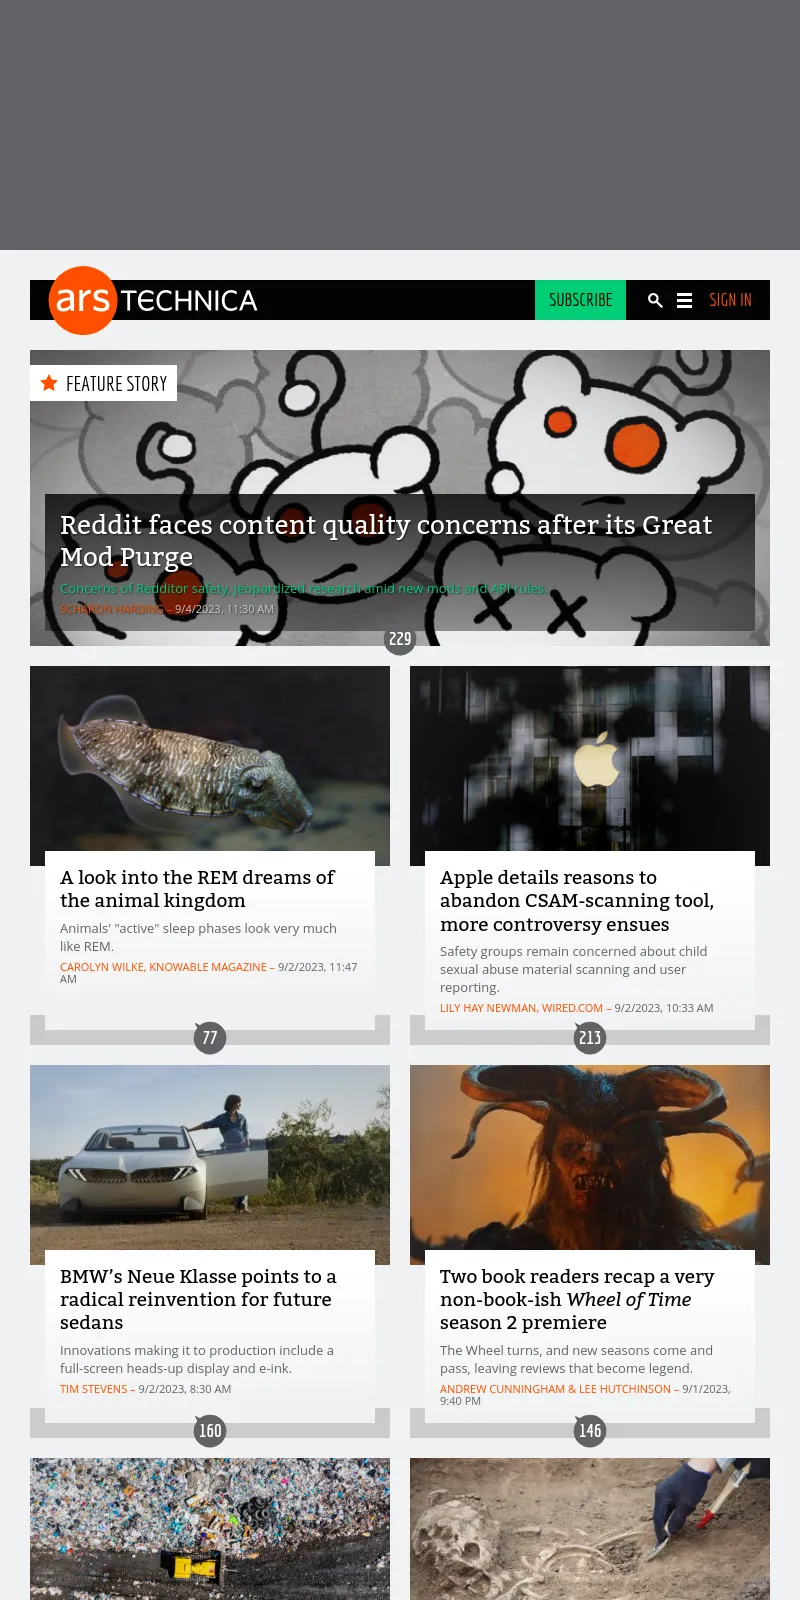 ars TECHNICA
SUBSCRIBE
SIGN IN
FEATURE STORY
Reddit faces content quality concerns after its Great
Mod Purge
Concerns of Redditor safety, jeopardized research amid new mods and API rules.
SCHARON HARDING – 9/4/2023, 11:30 AM
229
A look into the REM dreams of
the animal kingdom
Animals' "active" sleep phases look very much
like REM.
CAROLYN WILKE, KNOWABLE MAGAZINE – 9/2/2023, 11:47
AM
77
Apple details reasons to
abandon CSAM-scanning tool,
more controversy ensues
Safety groups remain concerned about child
sexual abuse material scanning and user
reporting.
LILY HAY NEWMAN, WIRED.COM – 9/2/2023, 10:33 AM
213
BMW’s Neue Klasse points to a
radical reinvention for future
sedans
Innovations making it to production include a
full-screen heads-up display and e-ink.
TIM STEVENS – 9/2/2023, 8:30 AM
160
Two book readers recap a very
non-book-ish Wheel of Time
season 2 premiere
The Wheel turns, and new seasons come and
pass, leaving reviews that become legend.
ANDREW CUNNINGHAM & LEE HUTCHINSON – 9/1/2023,
9:40 PM
146